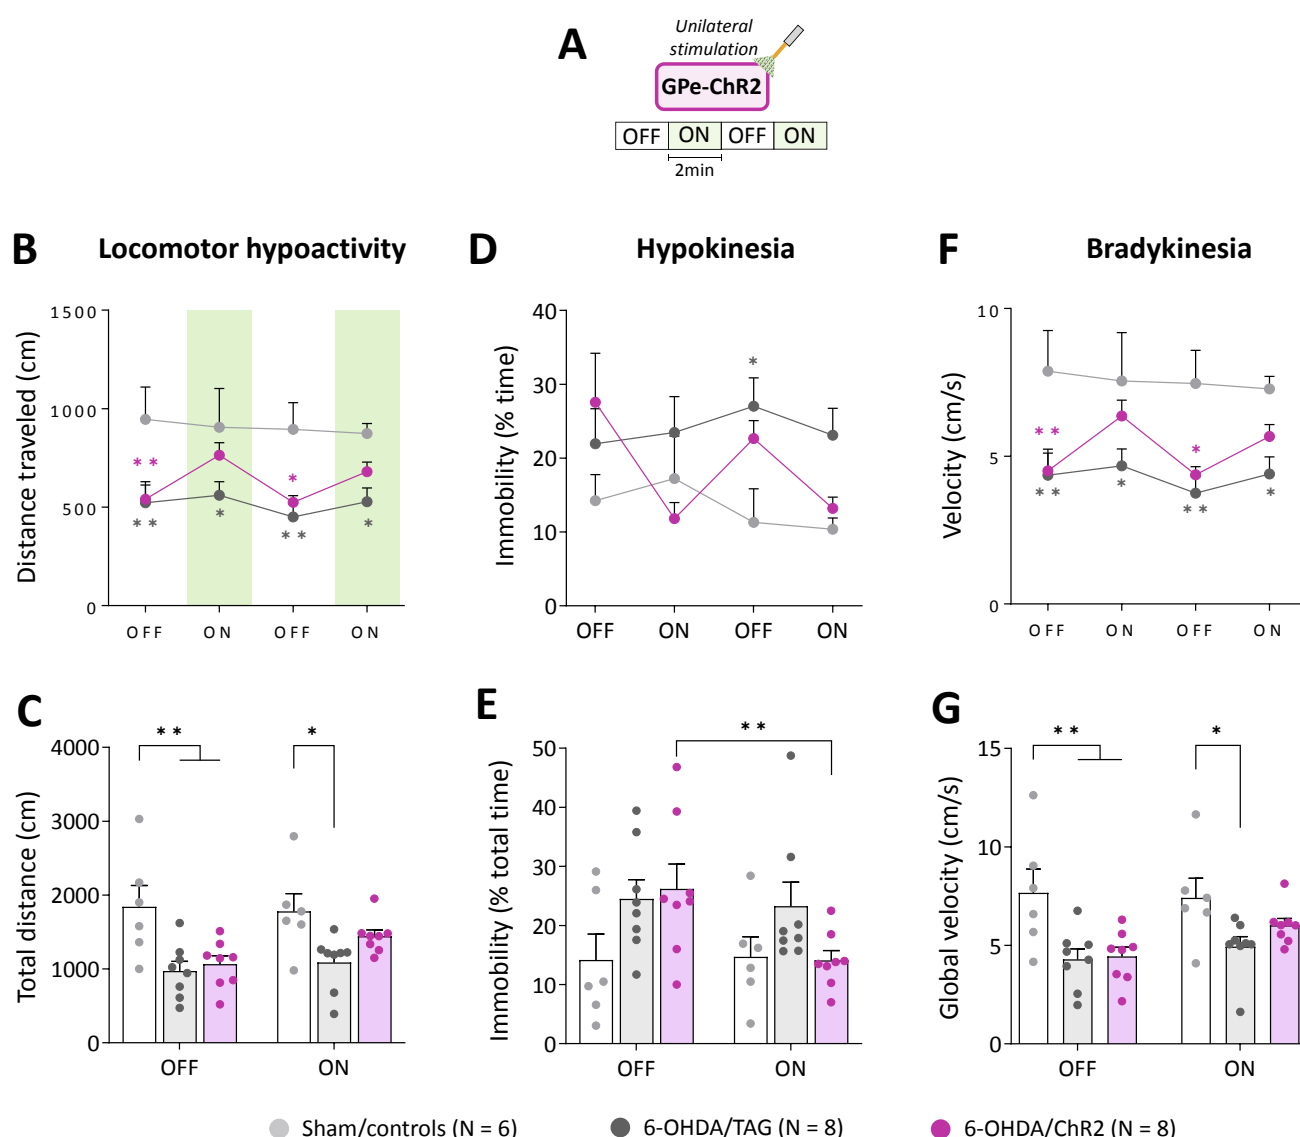 A
Unilateral
stimulation
GPe-ChR2
OFF ON OFF ON
2min
B Locomotor hypoactivity
Distance traveled (cm)
1500
1000
500
0
* *
* *
*
*
* *
*
OFF ON OFF ON
D Hypokinesia
Immobility (% time)
40
30
20
10
0
*
OFF ON OFF ON
F Bradykinesia
Velocity (cm/s)
10
5
0
* *
* *
*
*
* *
*
OFF ON OFF ON
C
Total distance (cm)
4000
3000
2000
1000
0
* *
*
OFF ON
E
Immobility (% total time)
50
40
30
20
10
0
* *
OFF ON
G
Global velocity (cm/s)
15
10
5
0
* *
*
OFF ON
Sham/controls (N = 6) 6-OHDA/TAG (N = 8) 6-OHDA/ChR2 (N = 8)